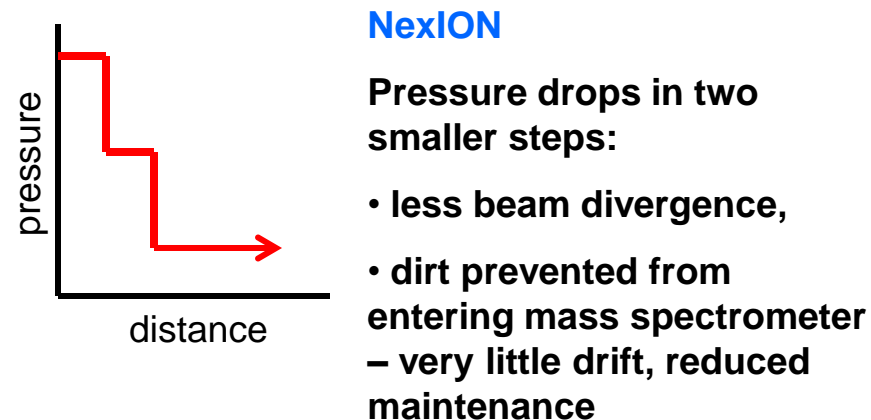 pressure
distance
NexION
Pressure drops in two
smaller steps:
• less beam divergence,
• dirt prevented from
entering mass spectrometer
– very little drift, reduced
maintenance